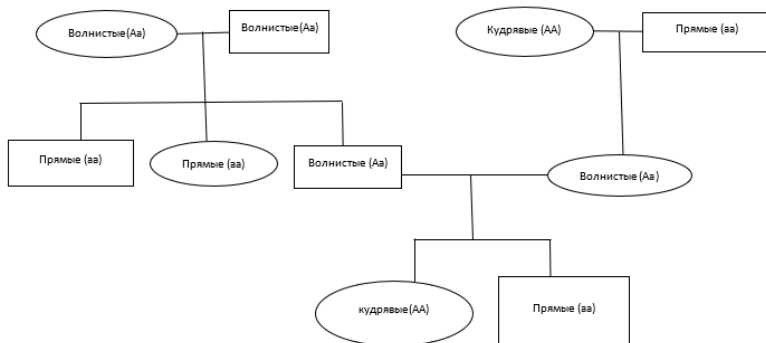 Волнистые(Аа)
Волнистые(Аа)
Кудрявые (АА)
Прямые (аа)
Прямые (аа)
Прямые (аа)
Волнистые (Аа)
Волнистые(Аа)
кудрявые(АА)
Прямые (аа)